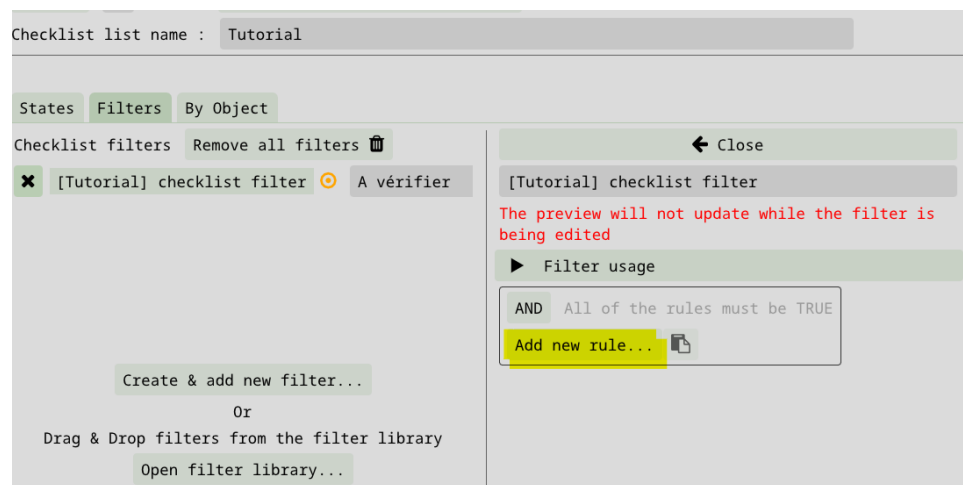 Checklist list name : Tutorial
States Filters By Object
Checklist filters Remove all filters
[Tutorial] checklist filter A vérifier
Create & add new filter...
Or
Drag & Drop filters from the filter library
Open filter library...
Close
[Tutorial] checklist filter
The preview will not update while the filter is
being edited
Filter usage
AND All of the rules must be TRUE
Add new rule...